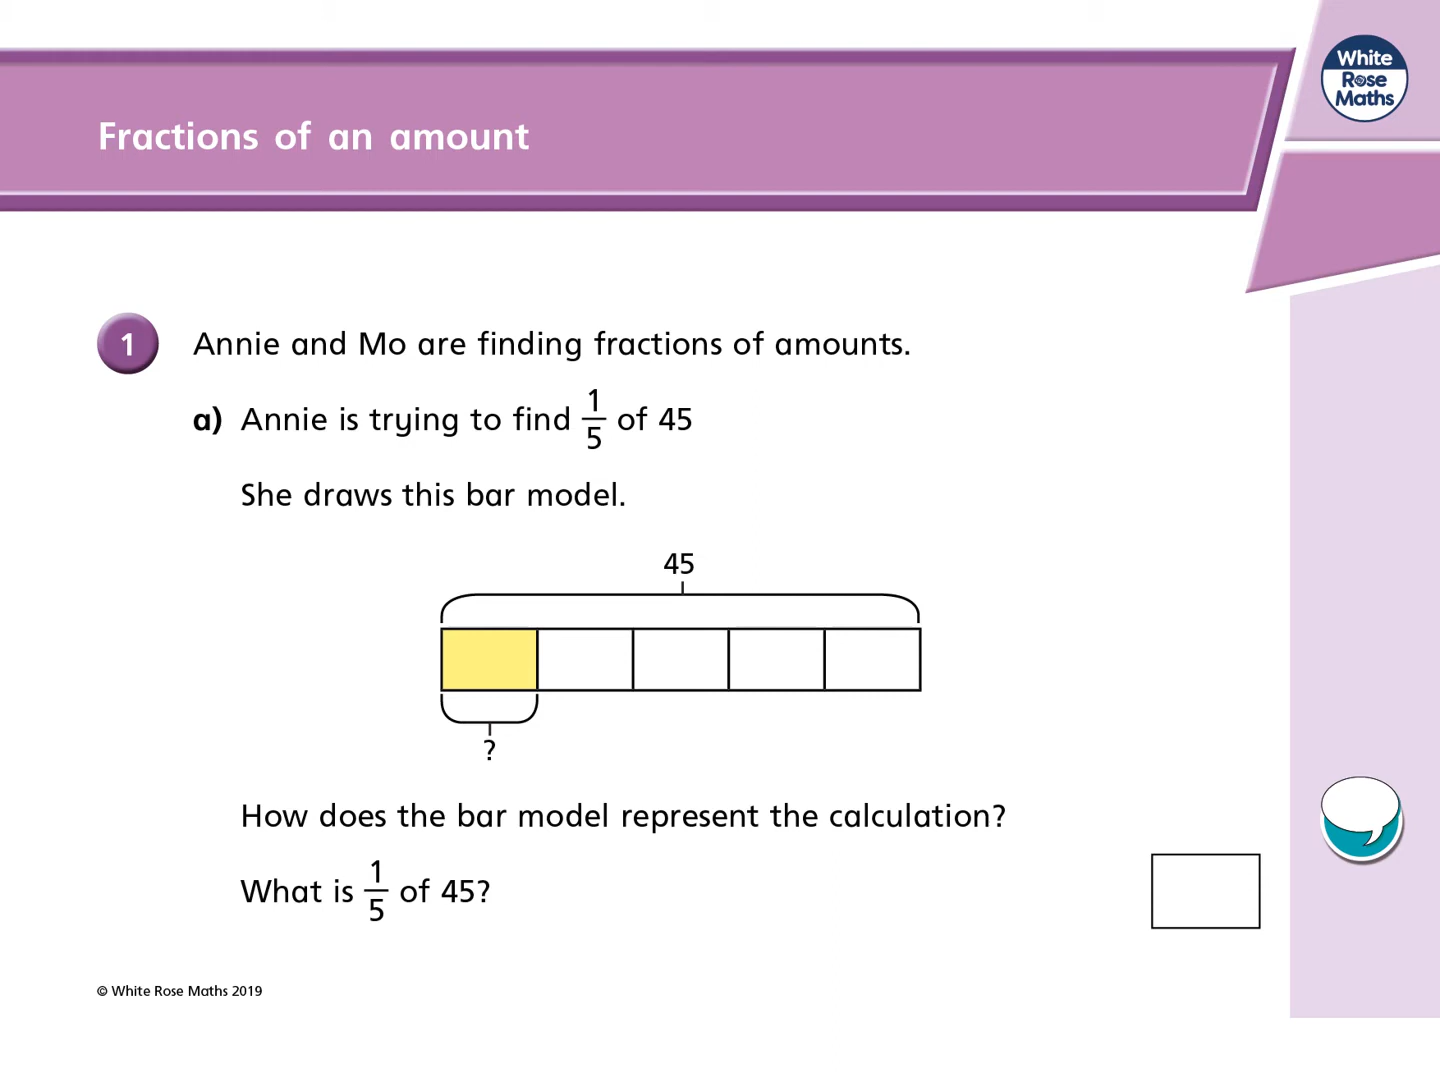 White
Rose
Maths
Fractions of an amount
1 Annie and Mo are finding fractions of amounts.
a) Annie is trying to find 1/5 of 45
She draws this bar model.
45
?
How does the bar model represent the calculation?
What is 1/5 of 45?
© White Rose Maths 2019